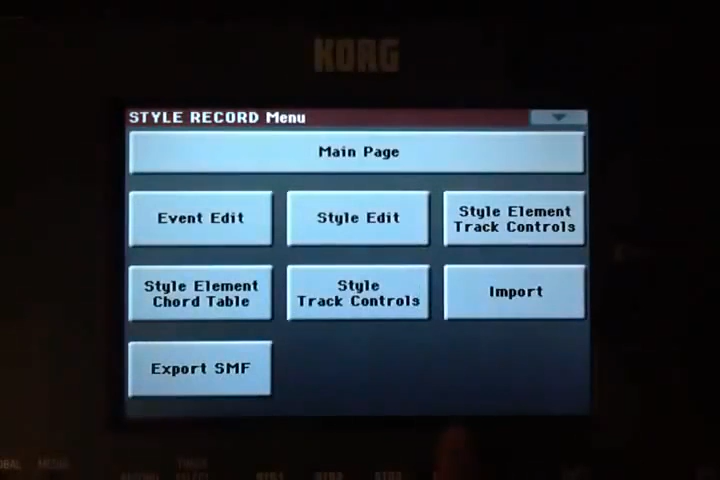 KORG
STYLE RECORD Menu
Main Page
Event Edit
Style Edit
Style Element
Track Controls
Style Element
Chord Table
Style
Track Controls
Import
Export SMF